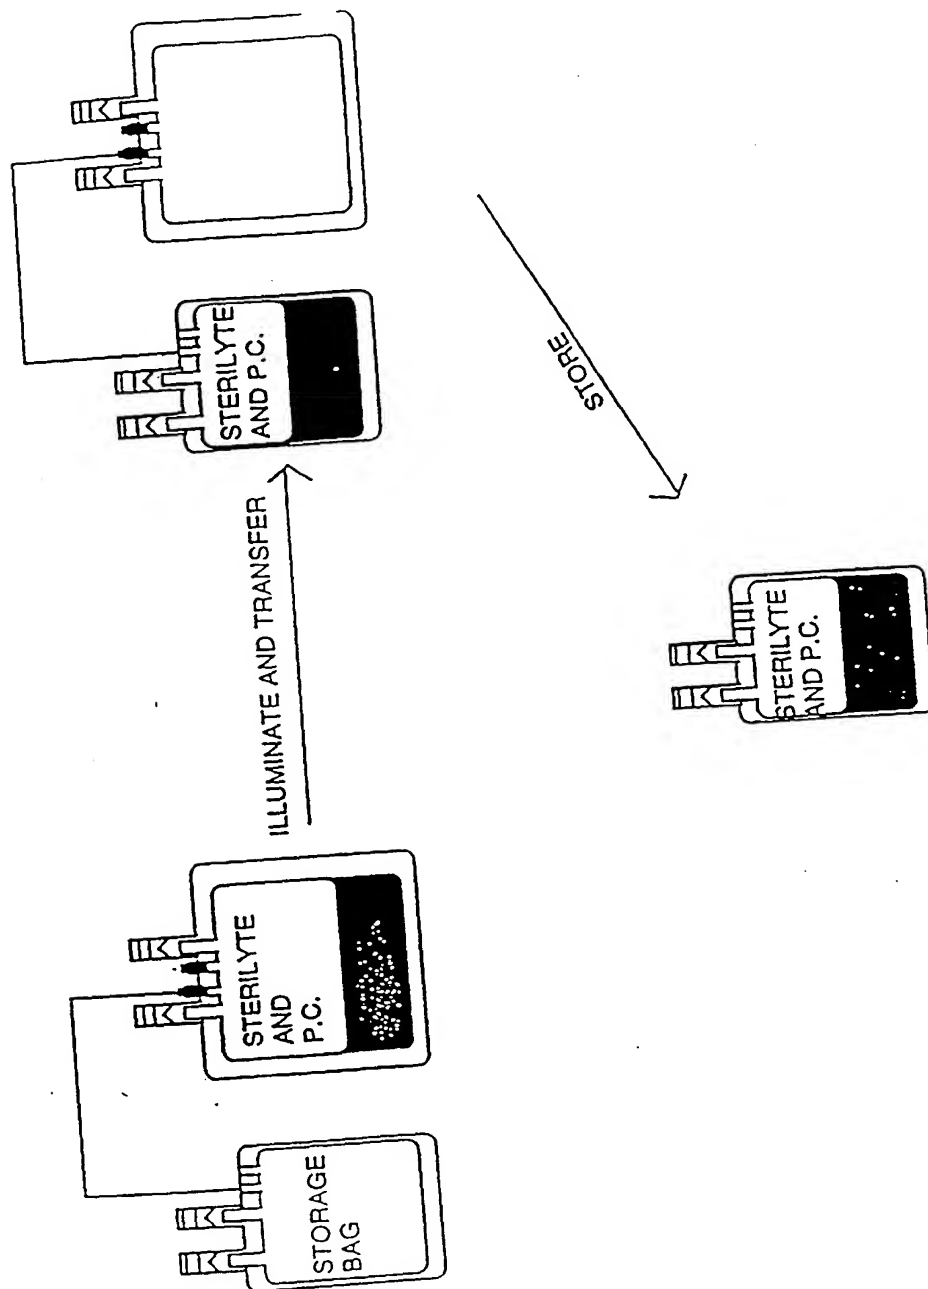 STORAGE
BAG
STERILYTE
AND
P.C.
ILLUMINATE AND TRANSFER
STERILYTE
AND P.C.
STORE
STERILYTE
AND P.C.